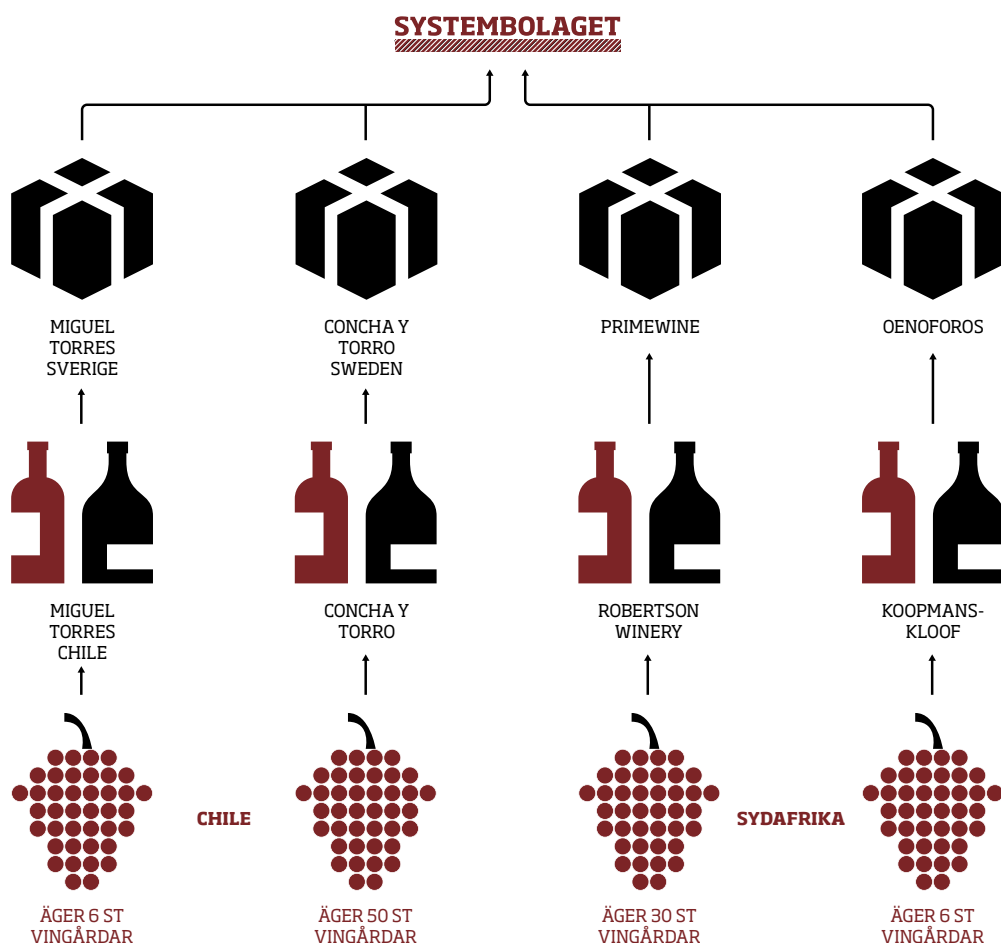 SYSTEMBOLAGET
MIGUEL
TORRES
SVERIGE
CONCHA Y
TORRO
SWEDEN
PRIMEWINE
OENOFOROS
MIGUEL
TORRES
CHILE
CONCHA Y
TORRO
ROBERTSON
WINERY
KOOPMANS-
KLOOF
CHILE
SYDAFRIKA
ÄGER 6 ST
VINGÅRDAR
ÄGER 50 ST
VINGÅRDAR
ÄGER 30 ST
VINGÅRDAR
ÄGER 6 ST
VINGÅRDAR